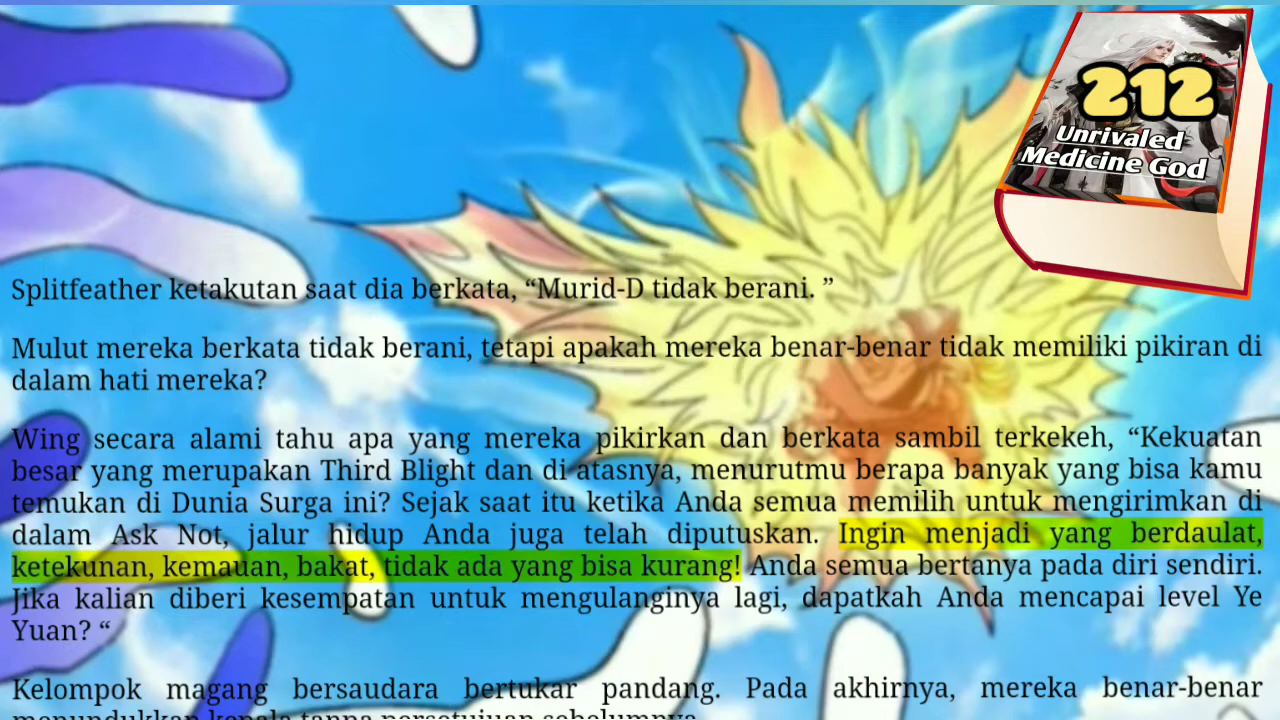 212
Unrivaled
Medicine God
Splitfeather ketakutan saat dia berkata, “Murid-D tidak berani. ”
Mulut mereka berkata tidak berani, tetapi apakah mereka benar-benar tidak memiliki pikiran di
dalam hati mereka?
Wing secara alami tahu apa yang mereka pikirkan dan berkata sambil terkekeh, “Kekuatan
besar yang merupakan Third Blight dan di atasnya, menurutmu berapa banyak yang bisa kamu
temukan di Dunia Surga ini? Sejak saat itu ketika Anda semua memilih untuk mengirimkan di
dalam Ask Not, jalur hidup Anda juga telah diputuskan. Ingin menjadi yang berdaulat,
ketekunan, kemauan, bakat, tidak ada yang bisa kurang! Anda semua bertanya pada diri sendiri.
Jika kalian diberi kesempatan untuk mengulanginya lagi, dapatkah Anda mencapai level Ye
Yuan? “
Kelompok magang bersaudara bertukar pandang. Pada akhirnya, mereka benar-benar
menundukkan kepala tanpa persetujuan sebelumnya.